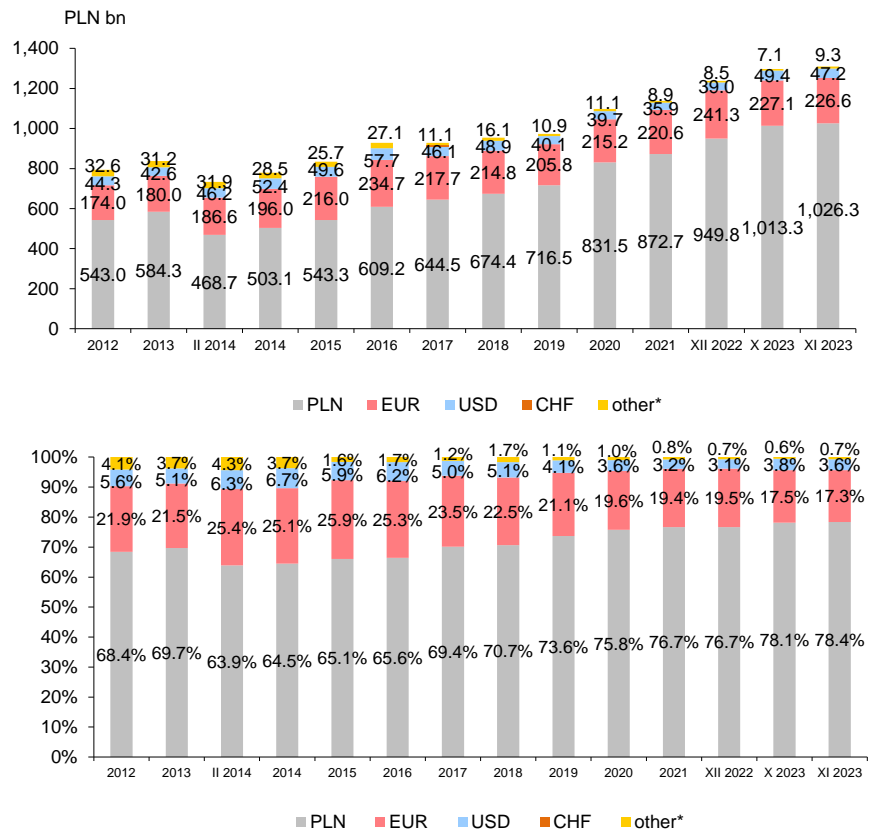 PLN bn
1,400
1,200
1,000
800
600
400
200
0
32.6 31.2 31.9 28.5 25.7 27.1 11.1 16.1 10.9 11.1 8.9 8.5 7.1 9.3
44.3 42.6 46.2 52.4 49.6 57.7 46.1 48.9 40.1 39.7 35.9 39.0 49.4 47.2
174.0 180.0 186.6 196.0 216.0 234.7 217.7 214.8 205.8 215.2 220.6 241.3 227.1 226.6
543.0 584.3 468.7 503.1 543.3 609.2 644.5 674.4 716.5 831.5 872.7 949.8 1,013.3 1,026.3
2012 2013 II 2014 2014 2015 2016 2017 2018 2019 2020 2021 XII 2022 X 2023 XI 2023
PLN EUR USD CHF other*
100%
90%
80%
70%
60%
50%
40%
30%
20%
10%
0%
4.1% 3.7% 4.3% 3.7% 1.6% 1.7% 1.2% 1.7% 1.1% 1.0% 0.8% 0.7% 0.6% 0.7%
5.6% 5.1% 6.3% 6.7% 5.9% 6.2% 5.0% 5.1% 4.1% 3.6% 3.2% 3.1% 3.8% 3.6%
21.9% 21.5% 25.4% 25.1% 25.9% 25.3% 23.5% 22.5% 21.1% 19.6% 19.4% 19.5% 17.5% 17.3%
68.4% 69.7% 63.9% 64.5% 65.1% 65.6% 69.4% 70.7% 73.6% 75.8% 76.7% 76.7% 78.1% 78.4%
2012 2013 II 2014 2014 2015 2016 2017 2018 2019 2020 2021 XII 2022 X 2023 XI 2023
PLN EUR USD CHF other*